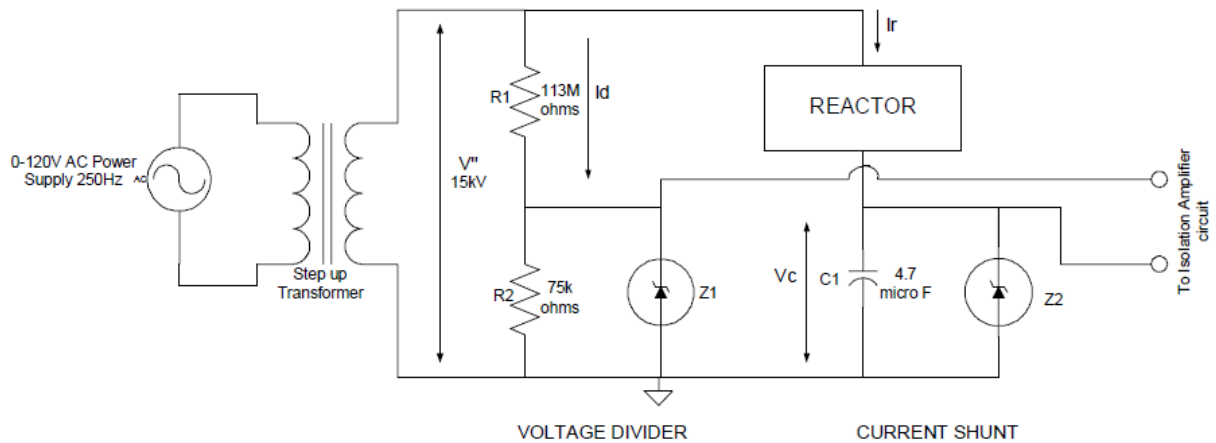 0-120V AC Power
Supply 250Hz
AC
Step up
Transformer
V"
15kV
R1
113M
ohms
Id
R2
75k
ohms
Z1
Ir
REACTOR
Vc
C1
4.7
micro F
Z2
To Isolation Amplifier
circuit
VOLTAGE DIVIDER
CURRENT SHUNT